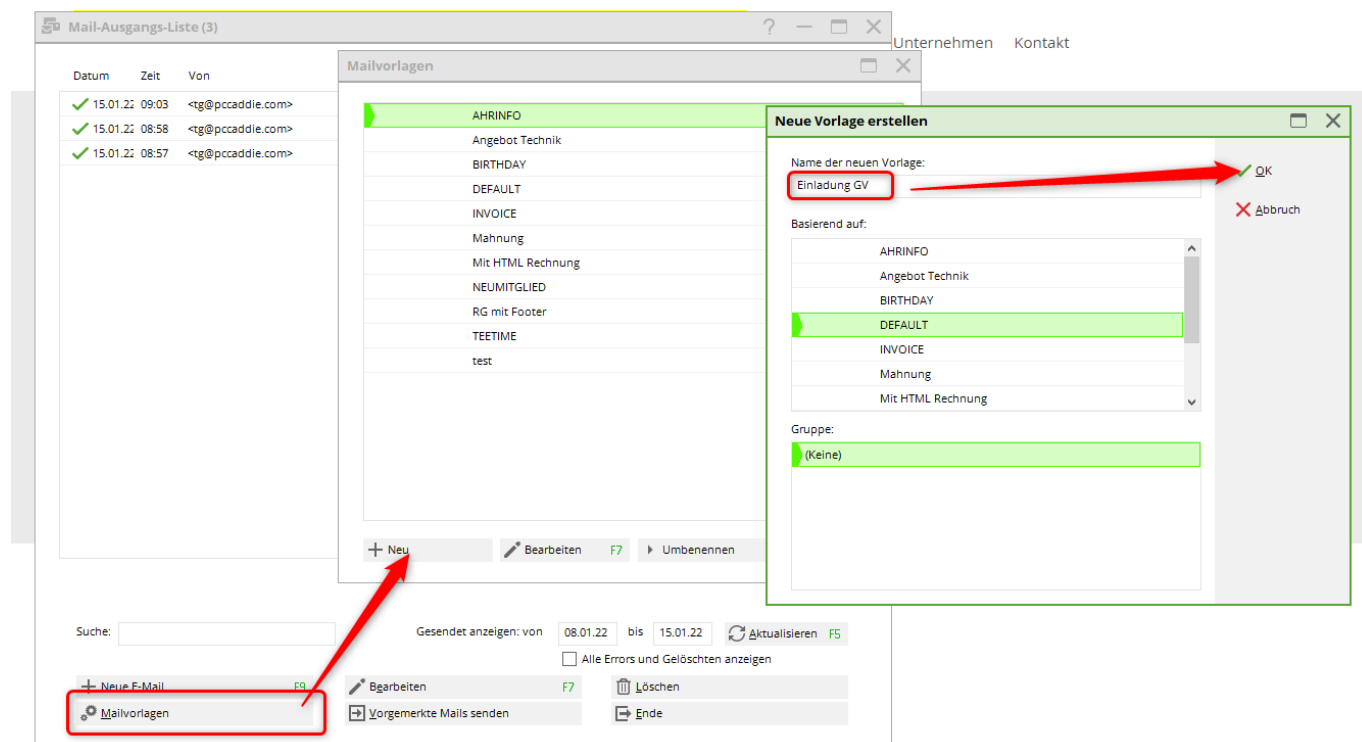 Mail-Ausgangs-Liste (3)
Unternehmen Kontakt
Datum Zeit Von
15.01.22 09:03 <tg@pccaddie.com>
15.01.22 08:58 <tg@pccaddie.com>
15.01.22 08:57 <tg@pccaddie.com>
Mailvorlagen
AHRINFO
Angebot Technik
BIRTHDAY
DEFAULT
INVOICE
Mahnung
Mit HTML Rechnung
NEUMITGLIED
RG mit Footer
TEETIME
test
Neu
Bearbeiten F7
Umbenennen
Neue Vorlage erstellen
Name der neuen Vorlage:
Einladung GV
OK
Abbruch
Basierend auf:
AHRINFO
Angebot Technik
BIRTHDAY
DEFAULT
INVOICE
Mahnung
Mit HTML Rechnung
Gruppe:
(Keine)
Suche:
Gesendet anzeigen: von 08.01.22 bis 15.01.22 Aktualisieren F5
Alle Errors und Gelöschten anzeigen
Neue E-Mail F9
Bearbeiten F7
Löschen
Mailvorlagen
Vorgemerkte Mails senden
Ende